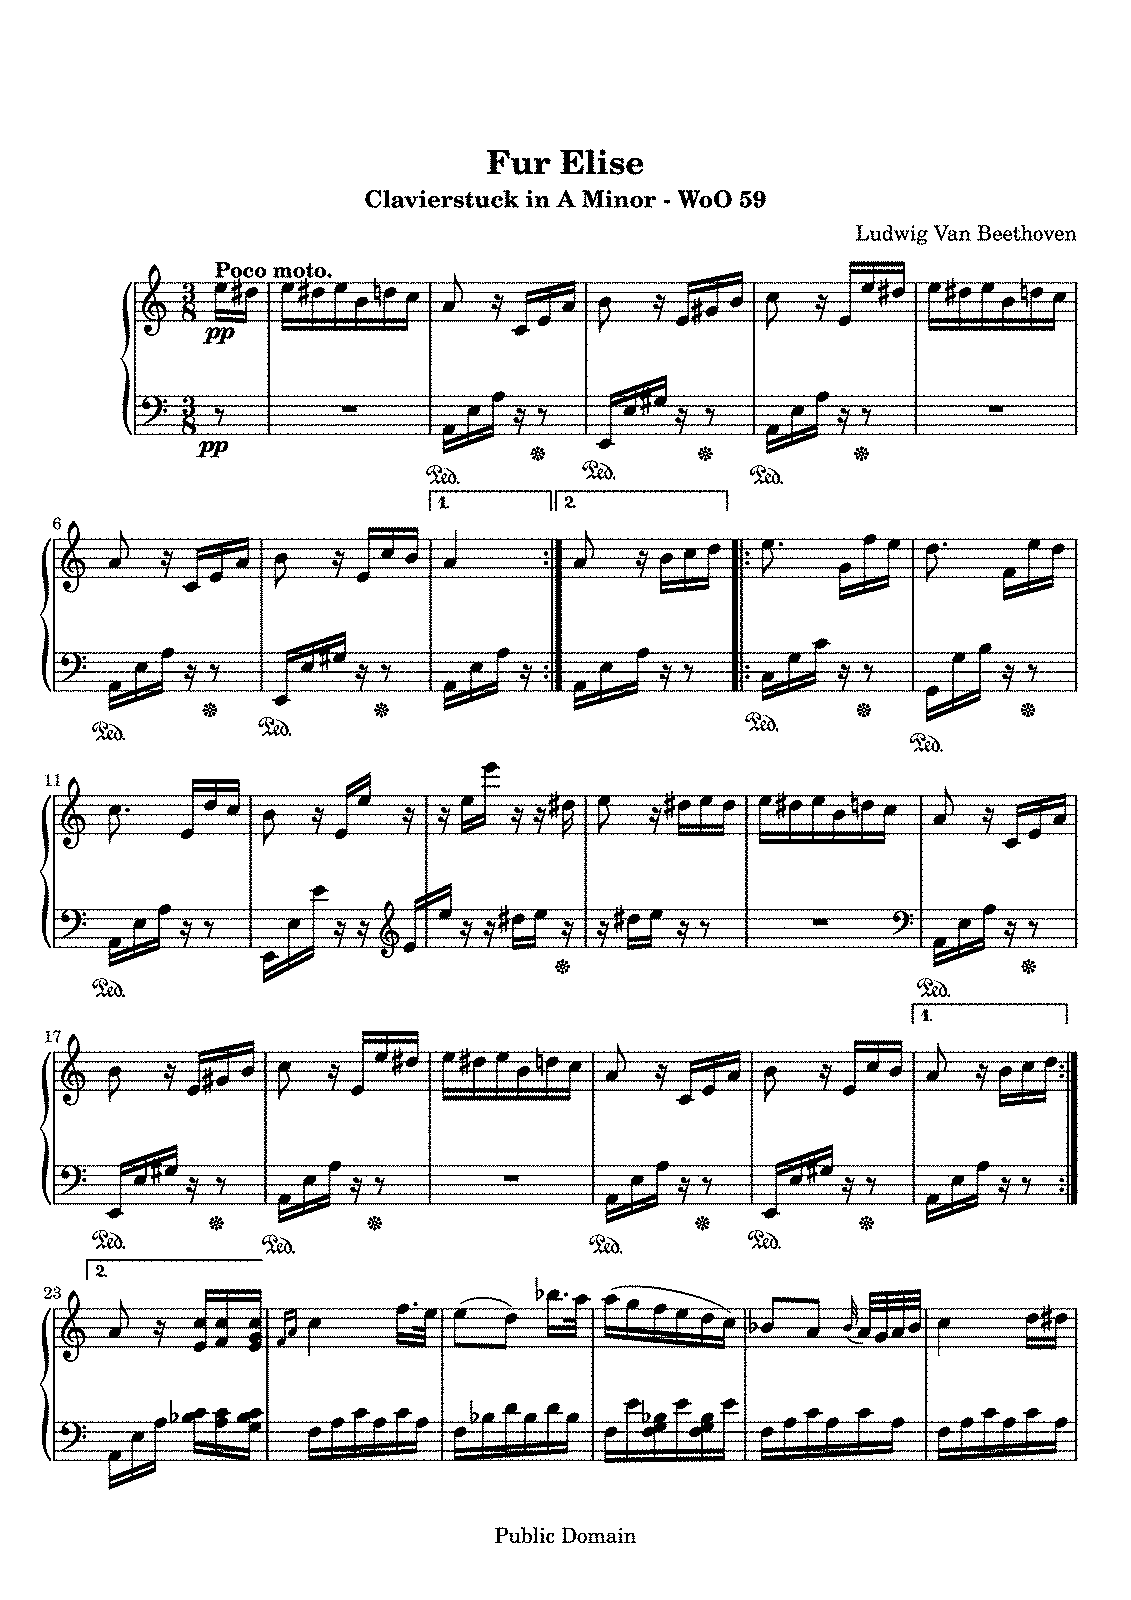 Fur Elise
Clavierstuck in A Minor - WoO 59
Ludwig Van Beethoven
Poco moto.
3 8
pp
3 8
pp
Ped. Ped. Ped.
6
1. 2.
Ped. Ped. Ped. Ped.
11
Ped. Ped.
17
1.
Ped. Ped. Ped. Ped.
23
2.
Public Domain